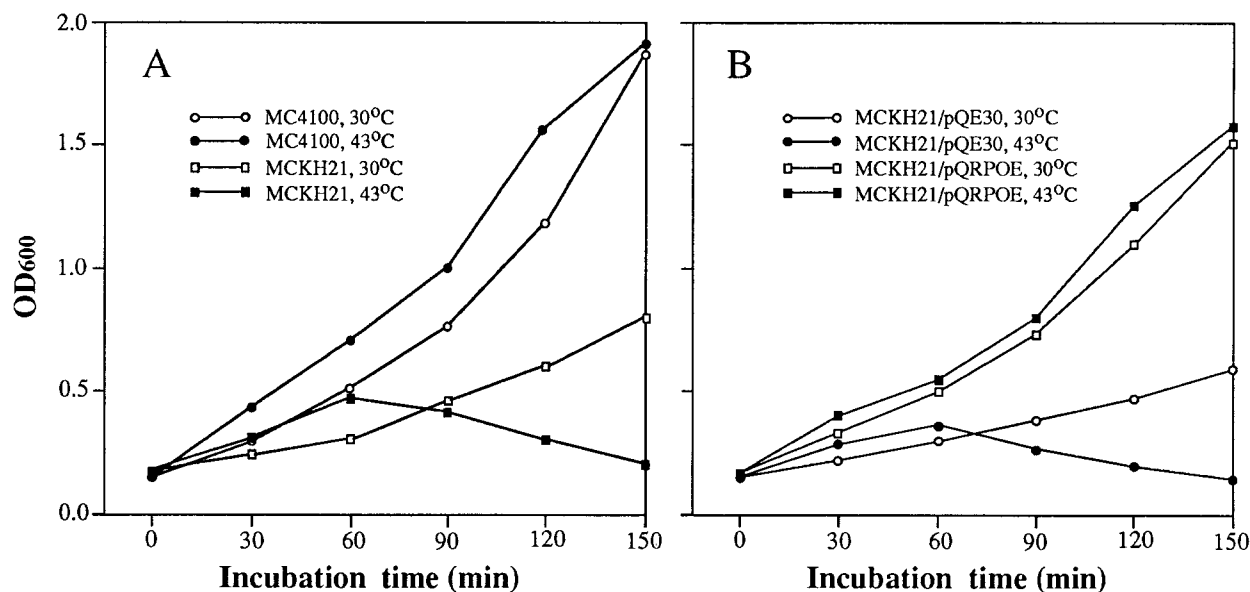 A
MC4100, 30°C
MC4100, 43°C
MCKH21, 30°C
MCKH21, 43°C
2.0
1.5
1.0
0.5
0.0
OD600
0 30 60 90 120 150
Incubation time (min)
B
MCKH21/pQE30, 30°C
MCKH21/pQE30, 43°C
MCKH21/pQRPOE, 30°C
MCKH21/pQRPOE, 43°C
0 30 60 90 120 150
Incubation time (min)